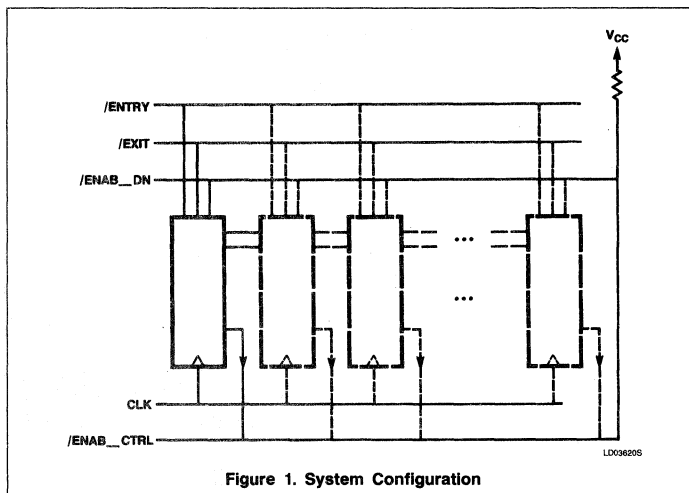 VCC
/ENTRY
/EXIT
/ENAB__DN
...
...
CLK
/ENAB__CTRL
LD03620S
Figure 1. System Configuration